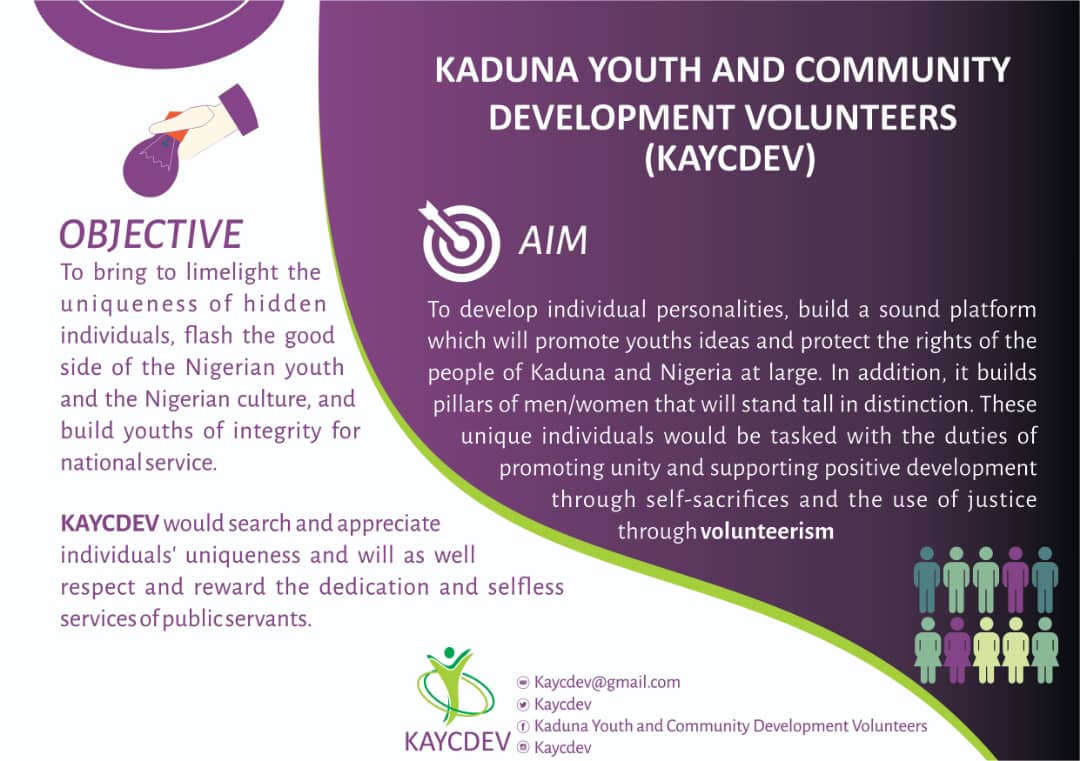 KADUNA YOUTH AND COMMUNITY
DEVELOPMENT VOLUNTEERS
(KAYCDEV)
OBJECTIVE
To bring to limelight the
uniqueness of hidden
individuals, flash the good
side of the Nigerian youth
and the Nigerian culture, and
build youths of integrity for
national service.
KAYCDEV would search and appreciate
individuals' uniqueness and will as well
respect and reward the dedication and selfless
services of public servants.
AIM
To develop individual personalities, build a sound platform
which will promote youths ideas and protect the rights of the
people of Kaduna and Nigeria at large. In addition, it builds
pillars of men/women that will stand tall in distinction. These
unique individuals would be tasked with the duties of
promoting unity and supporting positive development
through self-sacrifices and the use of justice
through volunteerism
KAYCDEV
Kaycdev@gmail.com
Kaycdev
Kaduna Youth and Community Development Volunteers
Kaycdev